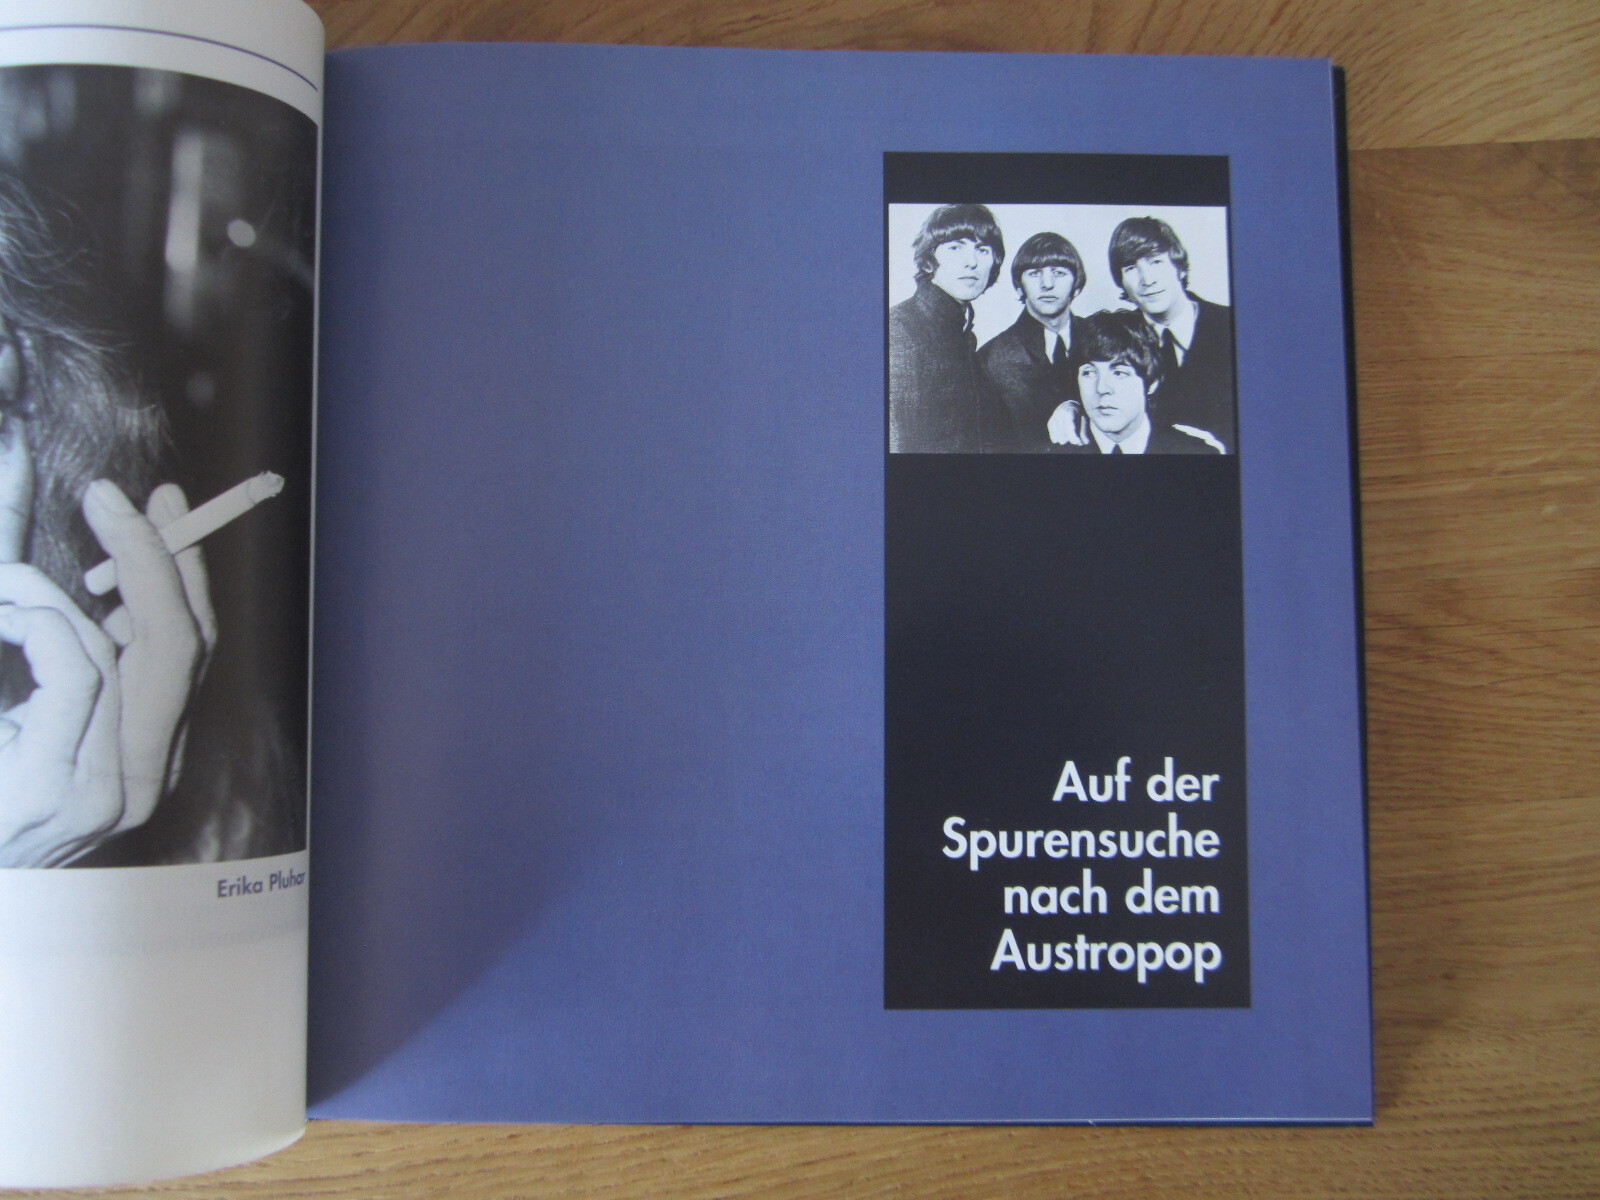 Erika Pluhar
Auf der
Spurensuche
nach dem
Austropop